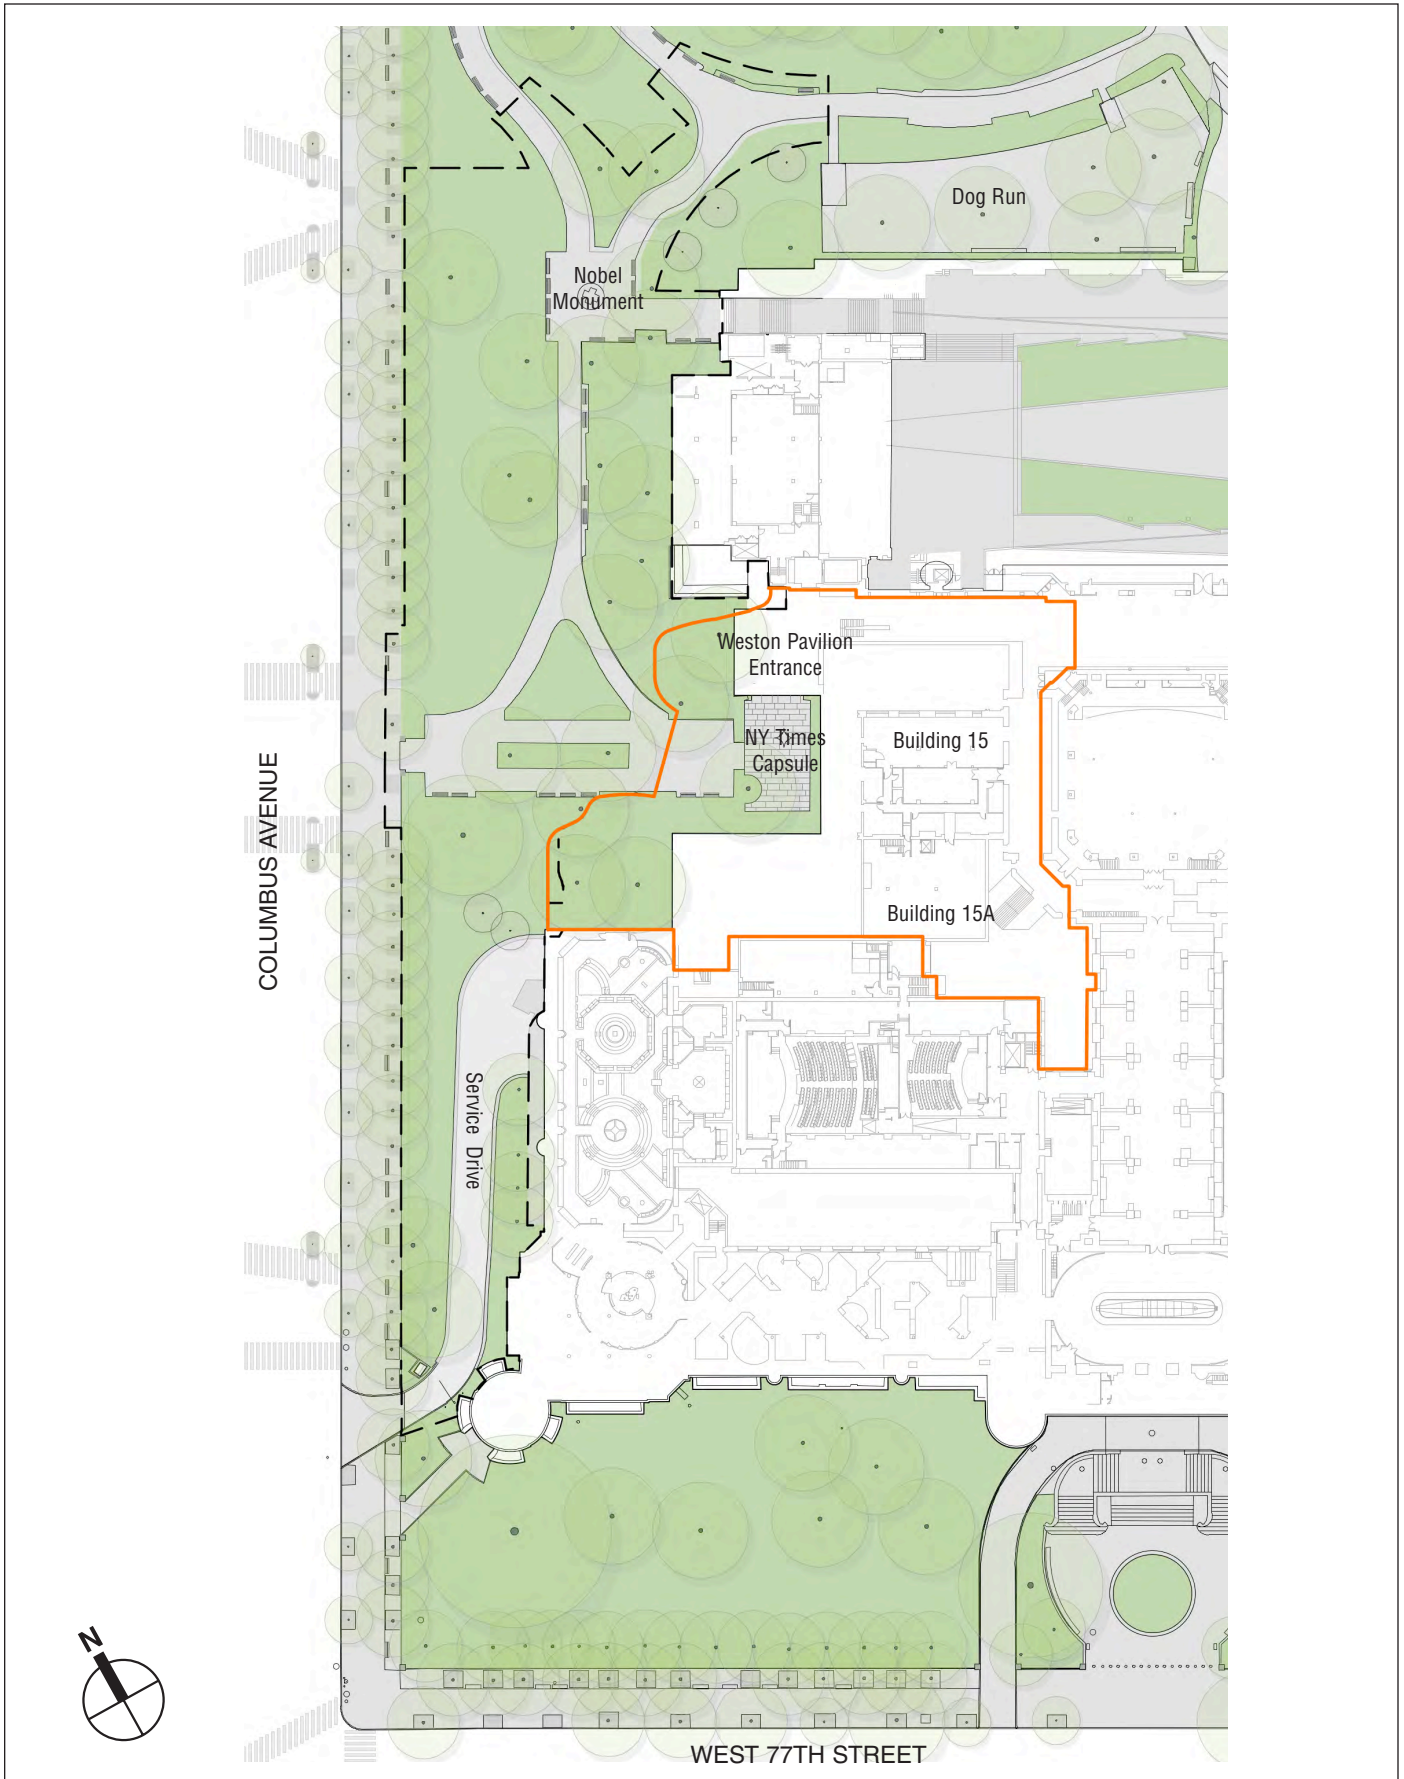 Dog Run
Nobel
Monument
Weston Pavilion
Entrance
NY Times
Capsule
Building 15
COLUMBUS AVENUE
Building 15A
Service Drive
N
WEST 77TH STREET